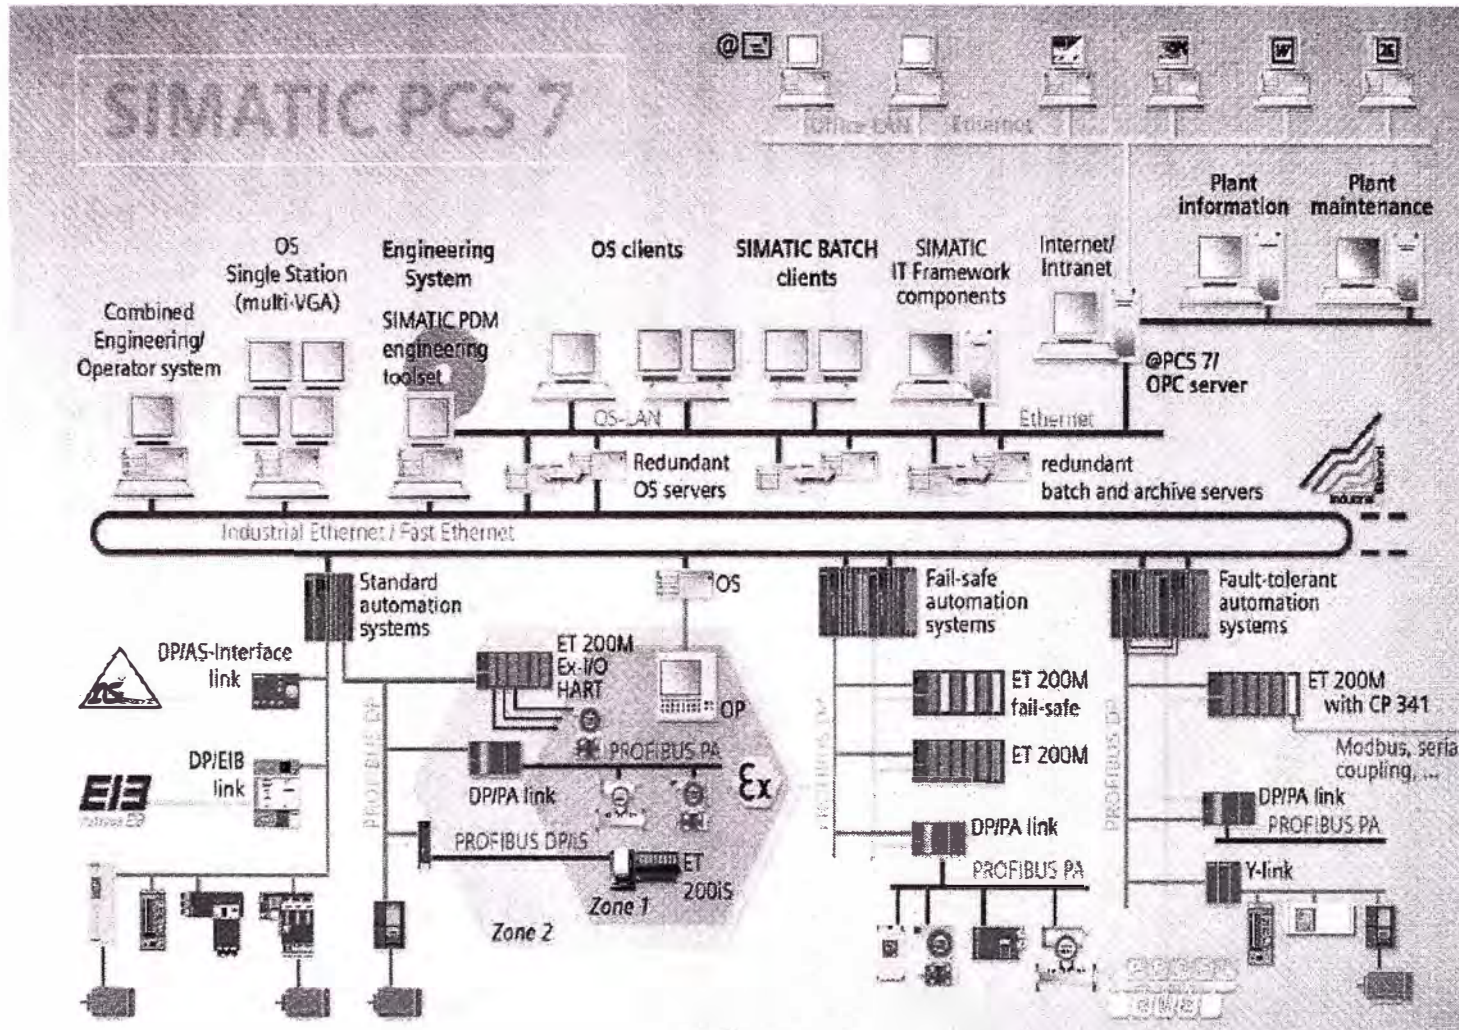 SIMATIC PCS 7
@
W
Office LAN
Ethernet
Plant
information
Plant
maintenance
OS
Single Station
(multi-VGA)
Engineering
System
OS clients
SIMATIC BATCH
clients
SIMATIC
IT Framework
components
Internet/
Intranet
Combined
Engineering/
Operator system
SIMATIC PDM
engineering
toolset
@PCS 7/
OPC server
OS-LAN
Ethernet
Redundant
OS servers
redundant
batch and archive servers
Industrial
Ethernet
Industrial Ethernet / Fast Ethernet
Standard
automation
systems
OS
Fail-safe
automation
systems
Fault-tolerant
automation
systems
DP/AS-Interface
link
ET 200M
Ex-I/O
HART
OP
ET 200M
fail-safe
ET 200M
with CP 341
PROFIBUS DP
PROFIBUS PA
ET 200M
Modbus, seria
coupling, ...
DP/EIB
link
EIB
DP/PA link
Ex
PROFIBUS DP
PROFIBUS DP
DP/PA link
PROFIBUS PA
DP/PA link
PROFIBUS PA
PROFIBUS DP/iS
ET
200iS
Y-link
Zone 1
Zone 2